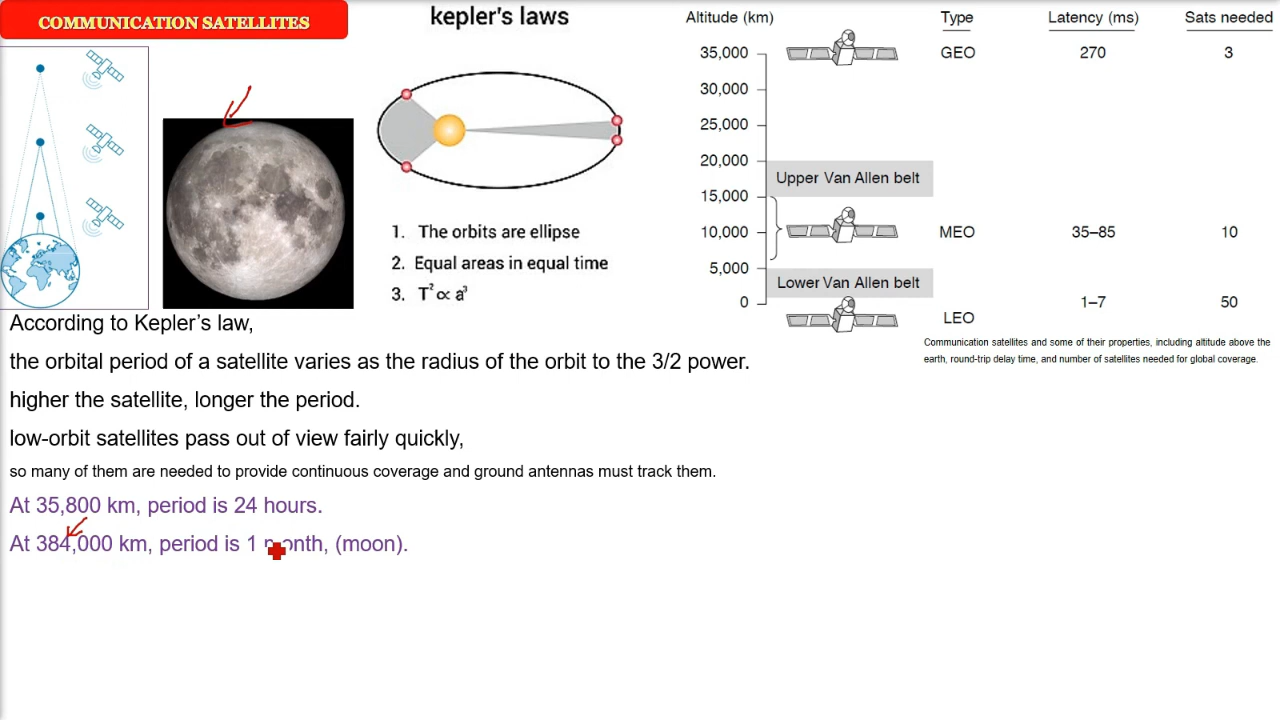 COMMUNICATION SATELLITES
kepler's laws
1. The orbits are ellipse
2. Equal areas in equal time
3. T² ∝ a³
Altitude (km) Type Latency (ms) Sats needed
35,000 GEO 270 3
30,000
25,000
20,000
Upper Van Allen belt
15,000
10,000 MEO 35–85 10
5,000
Lower Van Allen belt
0 1–7 50
LEO
Communication satellites and some of their properties, including altitude above the
earth, round-trip delay time, and number of satellites needed for global coverage.
According to Kepler’s law,
the orbital period of a satellite varies as the radius of the orbit to the 3/2 power.
higher the satellite, longer the period.
low-orbit satellites pass out of view fairly quickly,
so many of them are needed to provide continuous coverage and ground antennas must track them.
At 35,800 km, period is 24 hours.
At 384,000 km, period is 1 month, (moon).